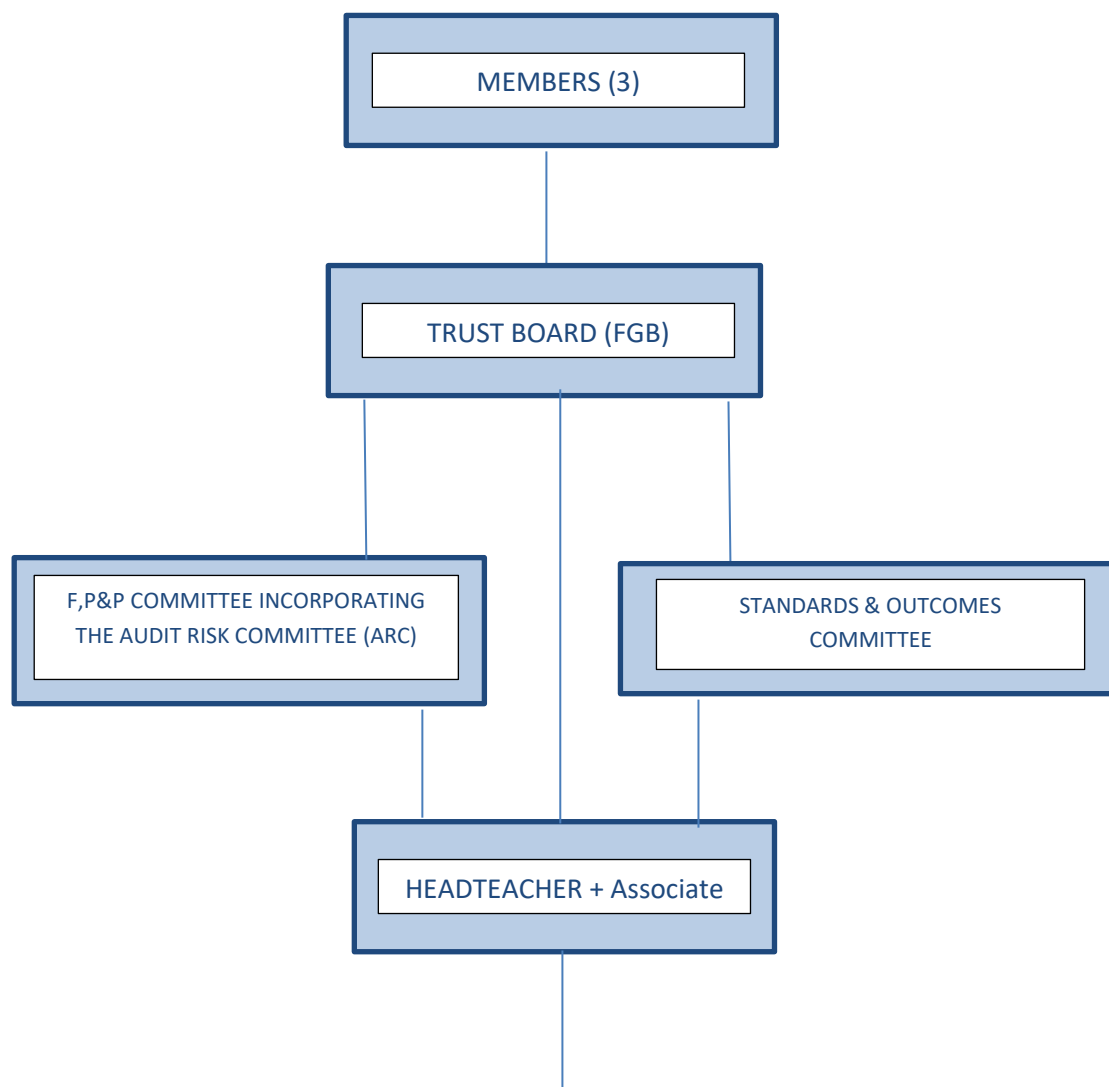 MEMBERS (3)
TRUST BOARD (FGB)
F,P&P COMMITTEE INCORPORATING
THE AUDIT RISK COMMITTEE (ARC)
STANDARDS & OUTCOMES
COMMITTEE
HEADTEACHER + Associate